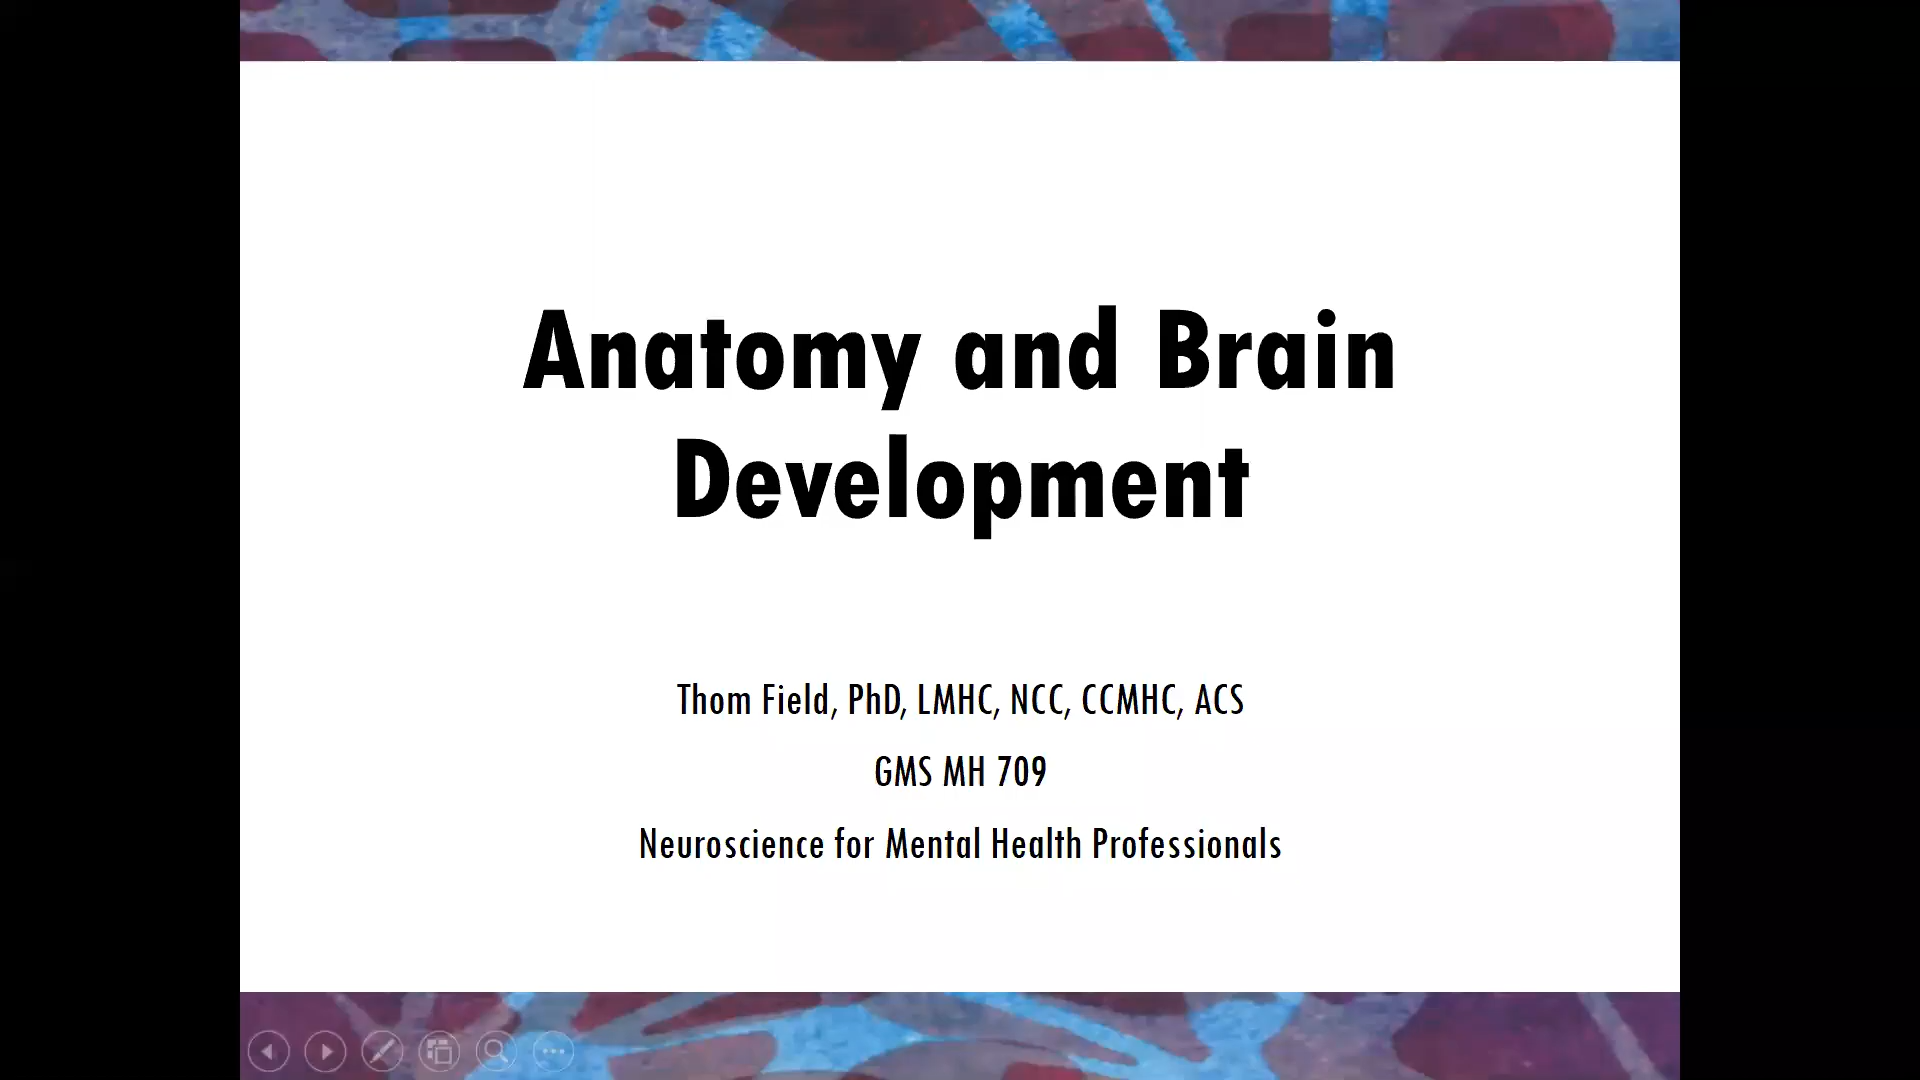 Anatomy and Brain
Development
Thom Field, PhD, LMHC, NCC, CCMHC, ACS
GMS MH 709
Neuroscience for Mental Health Professionals